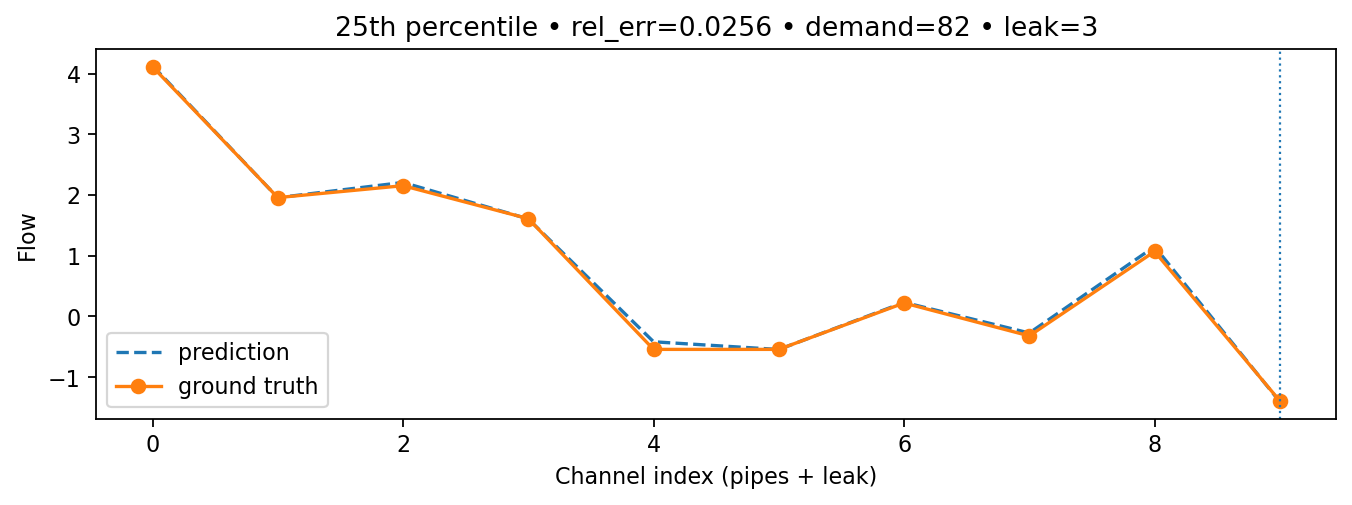 25th percentile • rel_err=0.0256 • demand=82 • leak=3
4
3
2
1
0
−1
Flow
prediction
ground truth
0 2 4 6 8
Channel index (pipes + leak)